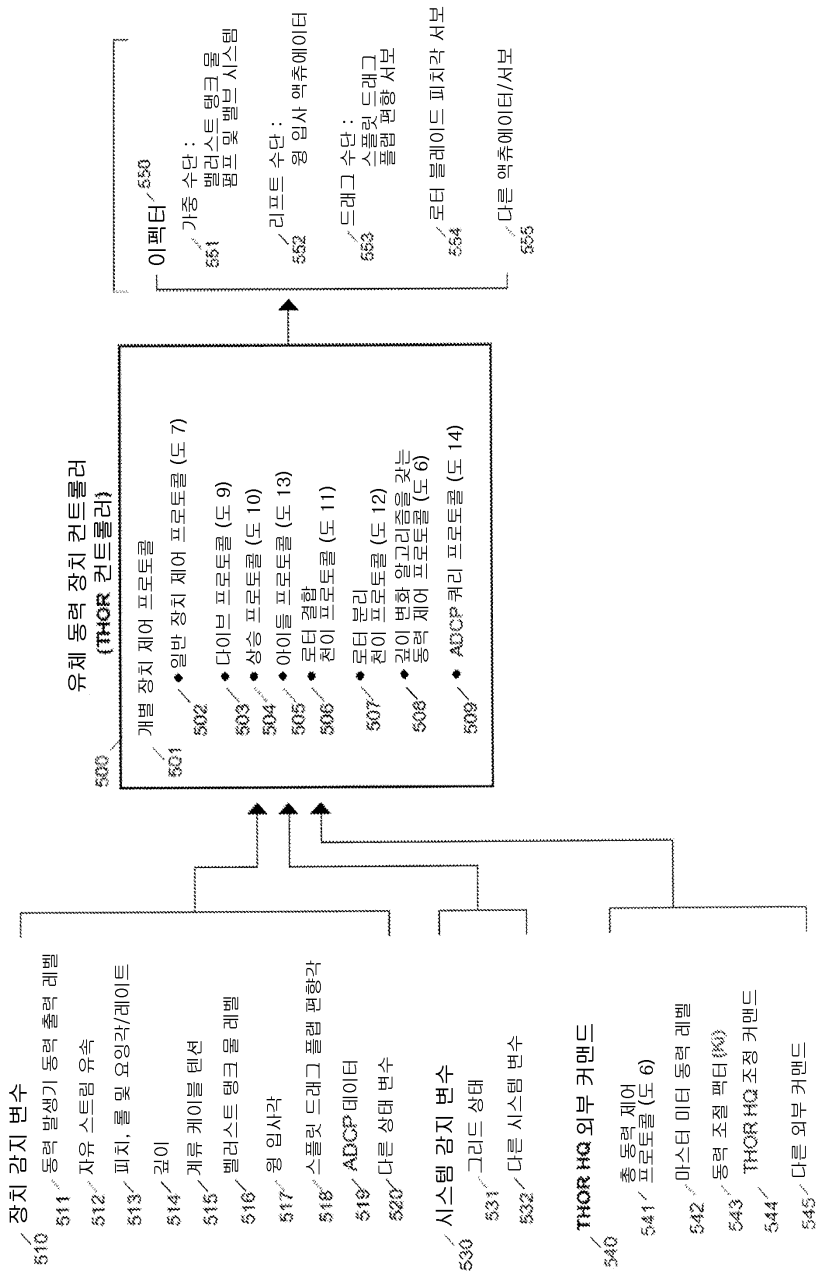 장치 감지 변수
510
동력 발생기 동력 출력 레벨
511
자유 스트림 유속
512
피치, 롤 및 요잉각/레이트
513
깊이
514
계류 케이블 텐션
515
밸러스트 탱크 물 레벨
516
윙 입사각
517
스플릿 드래그 플랩 편향각
518
ADCP 데이터
519
다른 상태 변수
520
시스템 감지 변수
530
그리드 상태
531
다른 시스템 변수
532
THOR HQ 외부 커맨드
540
총 동력 제어
프로토콜 (도 6)
541
마스터 미터 동력 레벨
542
동력 조절 팩터 (Ki)
543
THOR HQ 조정 커맨드
544
다른 외부 커맨드
545
유체 동력 장치 컨트롤러
(THOR 컨트롤러)
500
개별 장치 제어 프로토콜
501
• 일반 장치 제어 프로토콜 (도 7)
502
• 다이브 프로토콜 (도 9)
503
• 상승 프로토콜 (도 10)
504
• 아이들 프로토콜 (도 13)
505
• 로터 결합
천이 프로토콜 (도 11)
506
• 로터 분리
천이 프로토콜 (도 12)
507
• 깊이 변화 알고리즘을 갖는
동력 제어 프로토콜 (도 6)
508
• ADCP 쿼리 프로토콜 (도 14)
509
이펙터
550
가중 수단 :
밸러스트 탱크 물
펌프 및 밸브 시스템
551
리프트 수단 :
윙 입사 액츄에이터
552
드래그 수단 :
스플릿 드래그
플랩 편향 서보
553
로터 블레이드 피치각 서보
554
다른 액츄에이터/서보
555